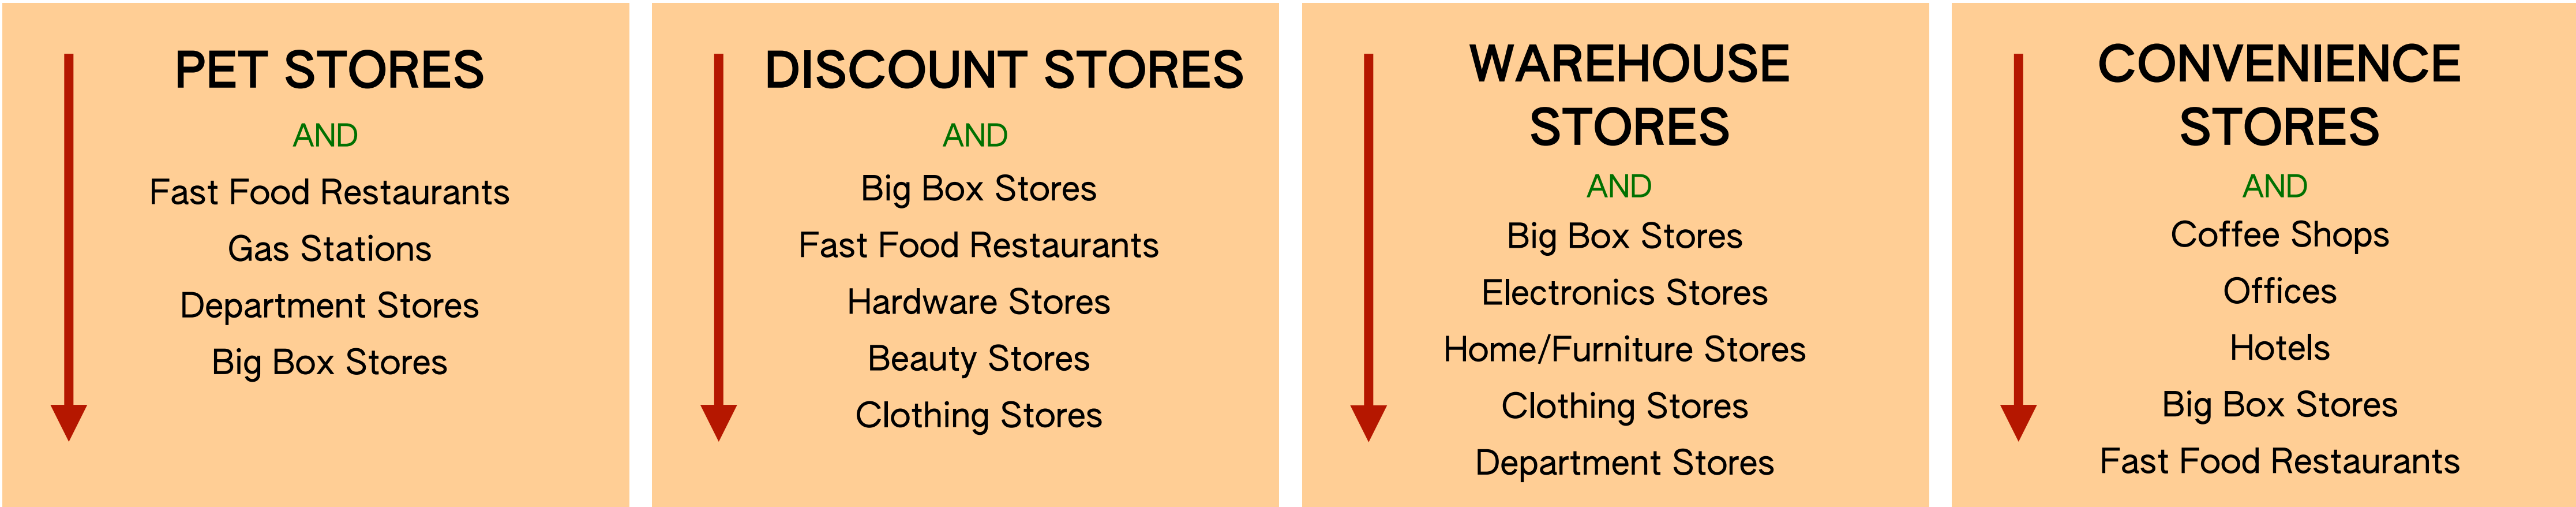 PET STORES
AND
Fast Food Restaurants
Gas Stations
Department Stores
Big Box Stores
DISCOUNT STORES
AND
Big Box Stores
Fast Food Restaurants
Hardware Stores
Beauty Stores
Clothing Stores
WAREHOUSE
STORES
AND
Big Box Stores
Electronics Stores
Home/Furniture Stores
Clothing Stores
Department Stores
CONVENIENCE
STORES
AND
Coffee Shops
Offices
Hotels
Big Box Stores
Fast Food Restaurants